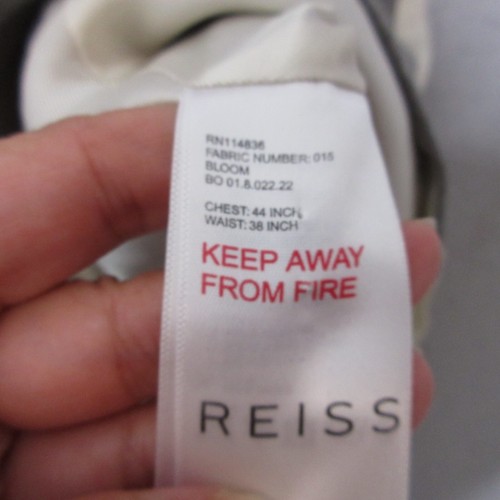 RN114836
FABRIC NUMBER: 015
BLOOM
BO 01.8.022.22
CHEST: 44 INCH,
WAIST: 38 INCH
KEEP AWAY
FROM FIRE
REISS